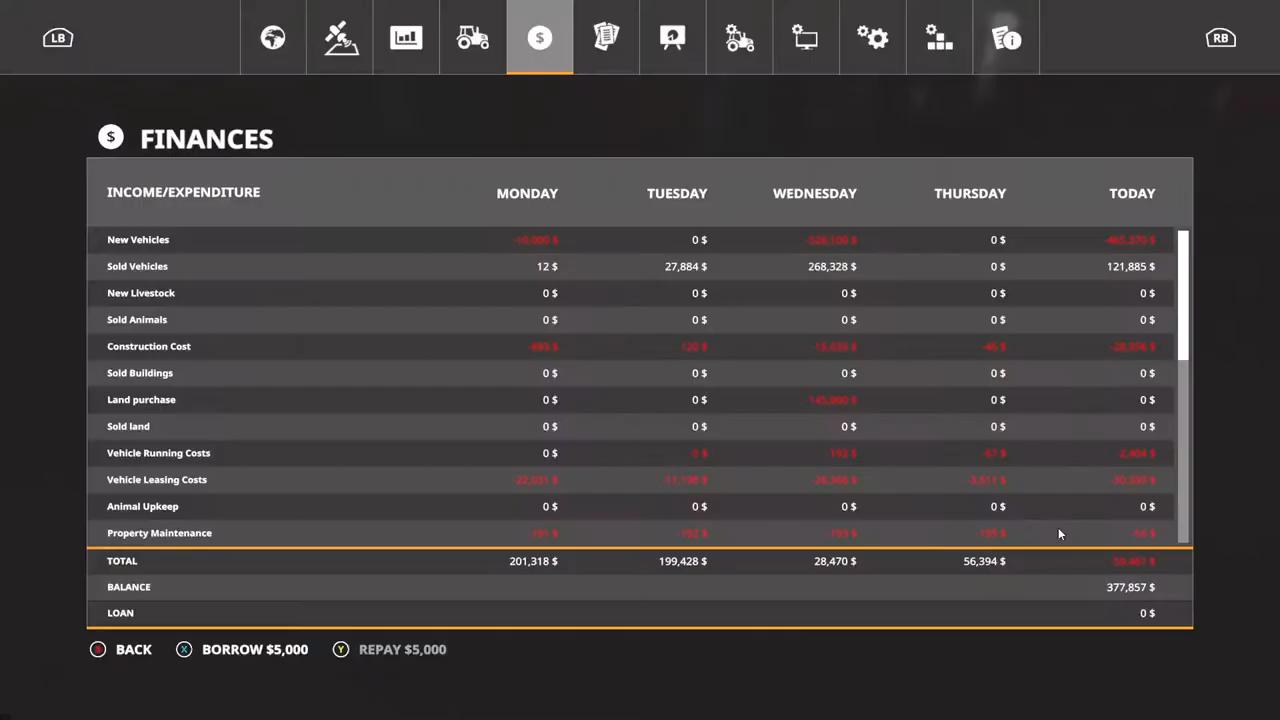 LB
RB
FINANCES
INCOME/EXPENDITURE MONDAY TUESDAY WEDNESDAY THURSDAY TODAY
New Vehicles -10,000 $ 0 $ 0 $
Sold Vehicles 12 $ 27,884 $ 268,328 $ 0 $ 121,885 $
New Livestock 0 $ 0 $ 0 $ 0 $ 0 $
Sold Animals 0 $ 0 $ 0 $ 0 $ 0 $
Construction Cost
Sold Buildings 0 $ 0 $ 0 $ 0 $ 0 $
Land purchase 0 $ 0 $ 0 $ 0 $
Sold land 0 $ 0 $ 0 $ 0 $ 0 $
Vehicle Running Costs 0 $
Vehicle Leasing Costs
Animal Upkeep 0 $ 0 $ 0 $ 0 $ 0 $
Property Maintenance
TOTAL 201,318 $ 199,428 $ 28,470 $ 56,394 $
BALANCE 377,857 $
LOAN 0 $
BACK X BORROW $5,000 Y REPAY $5,000